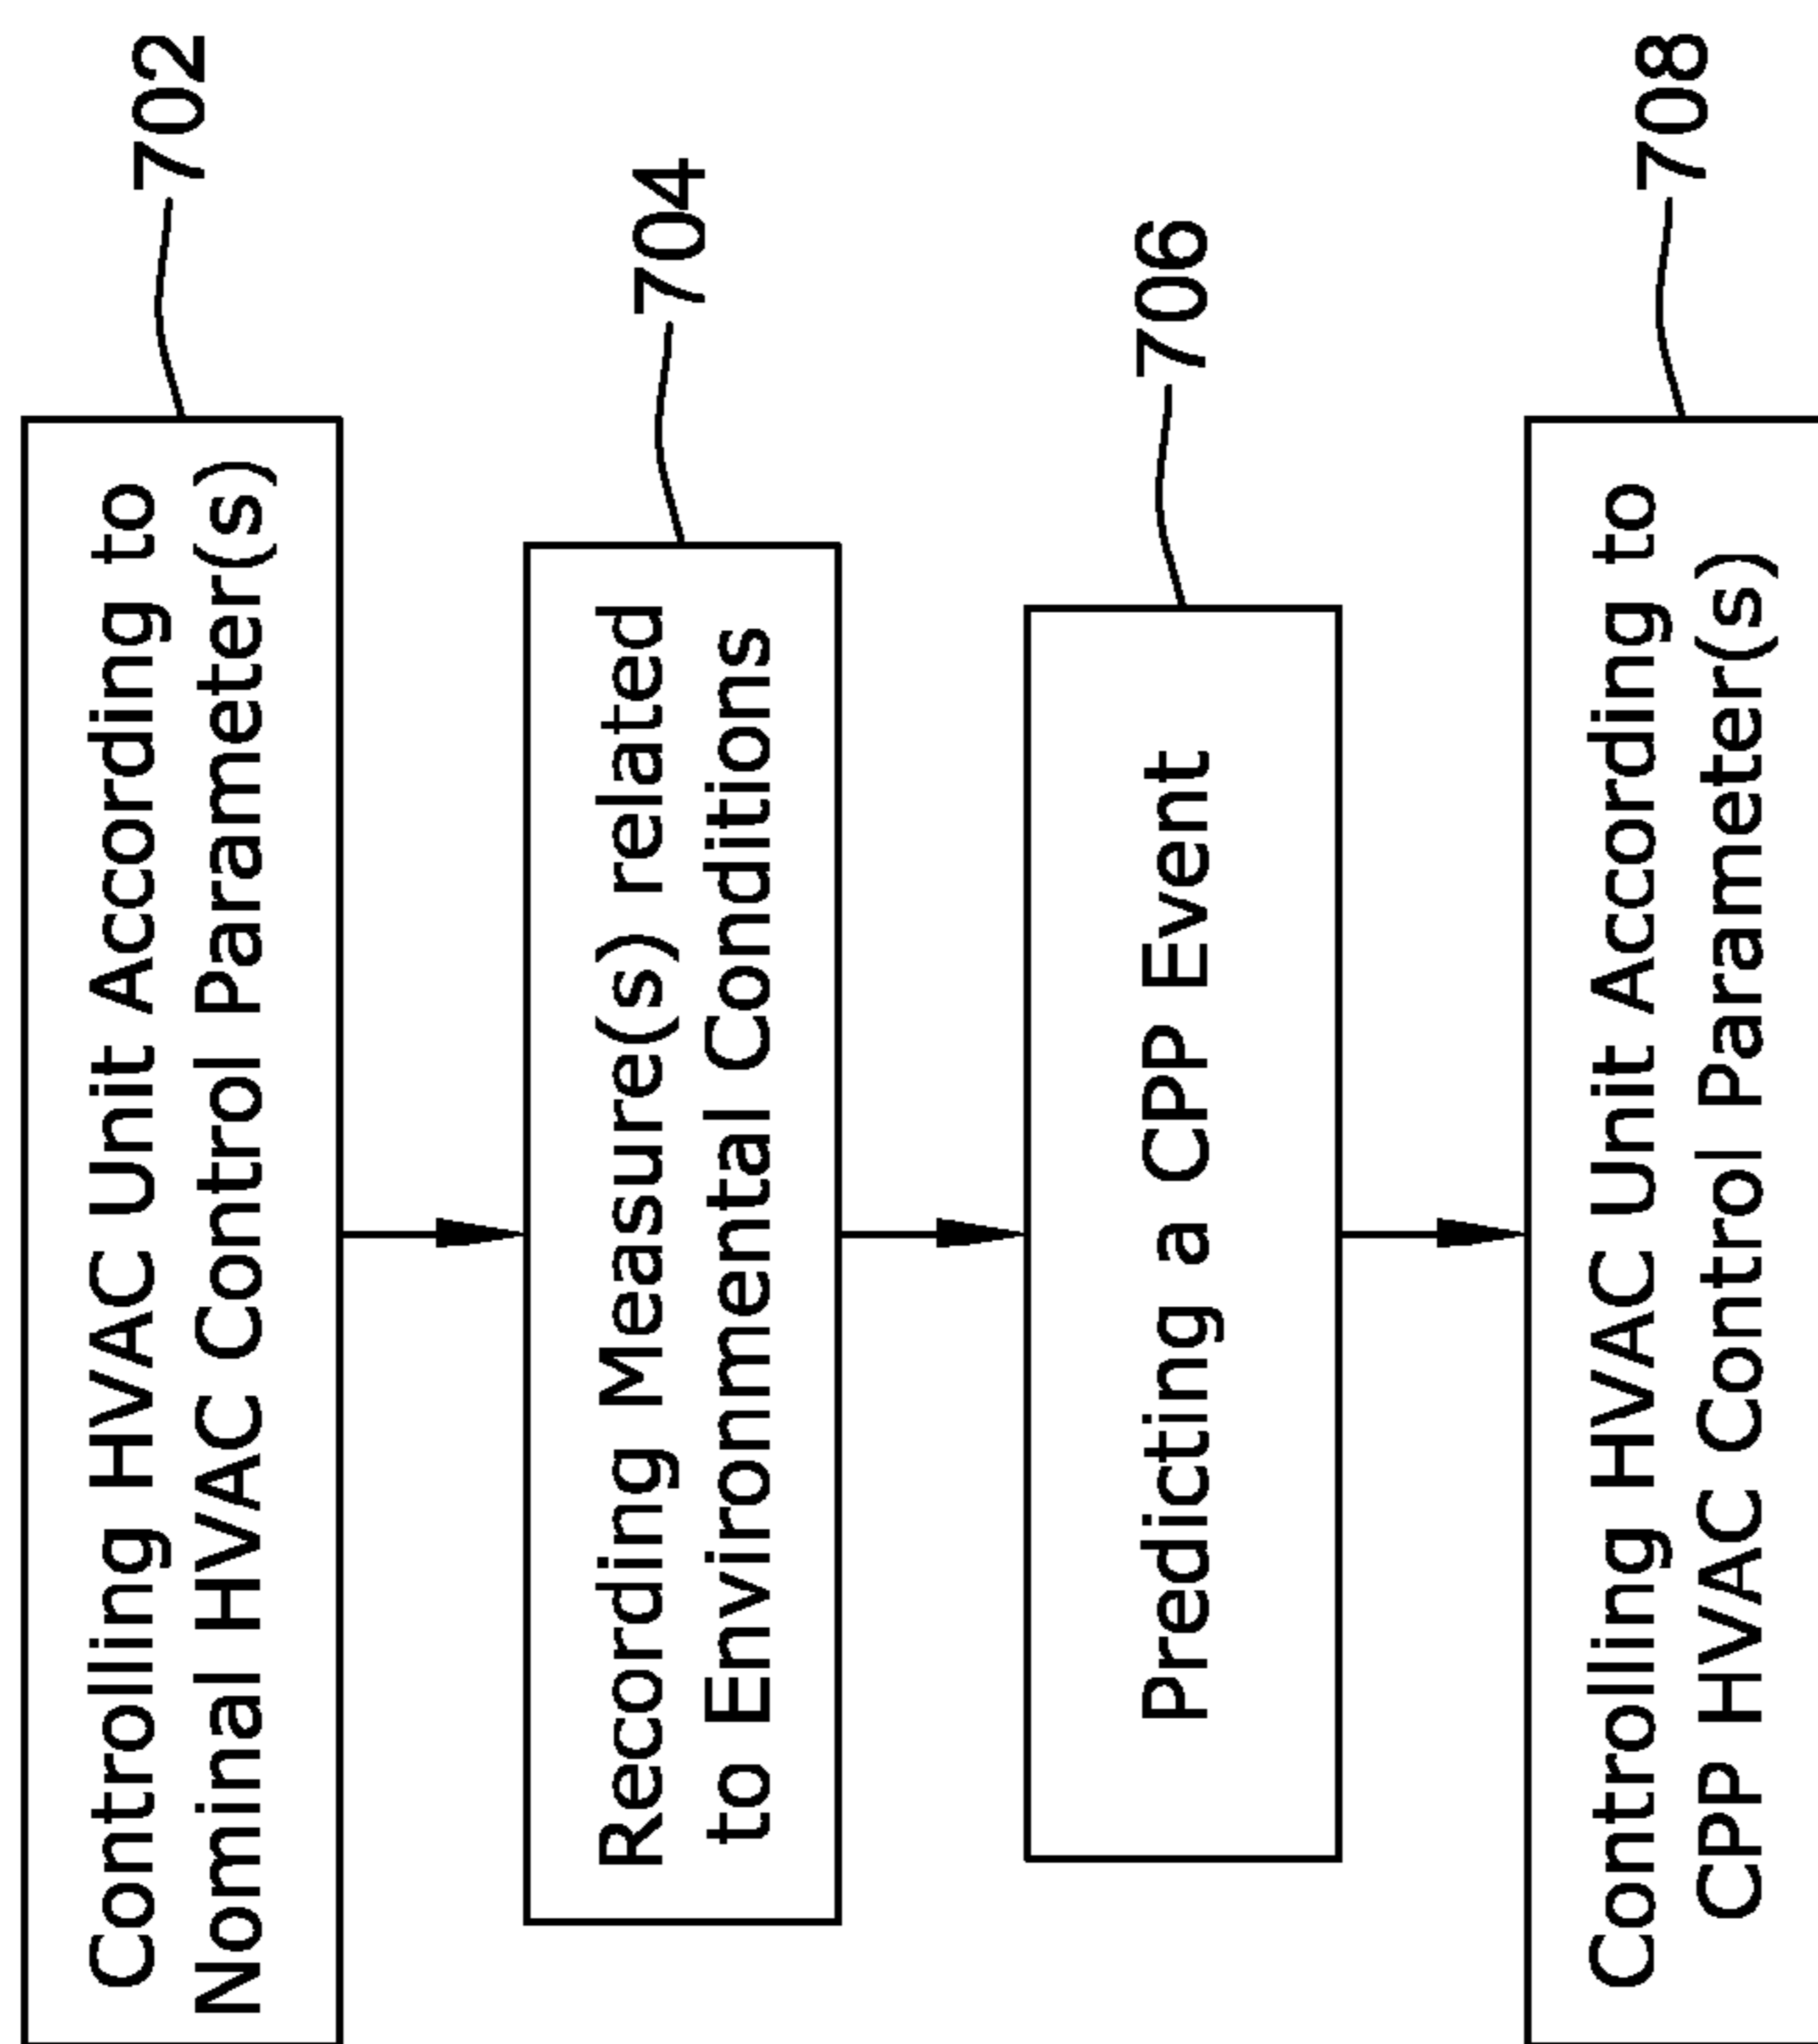 Controlling HVAC Unit According to
Nominal HVAC Control Parameter(s)
702
Recording Measure(s) related
to Environmental Conditions
704
Predicting a CPP Event
706
Controlling HVAC Unit According to
CPP HVAC Control Parameter(s)
708